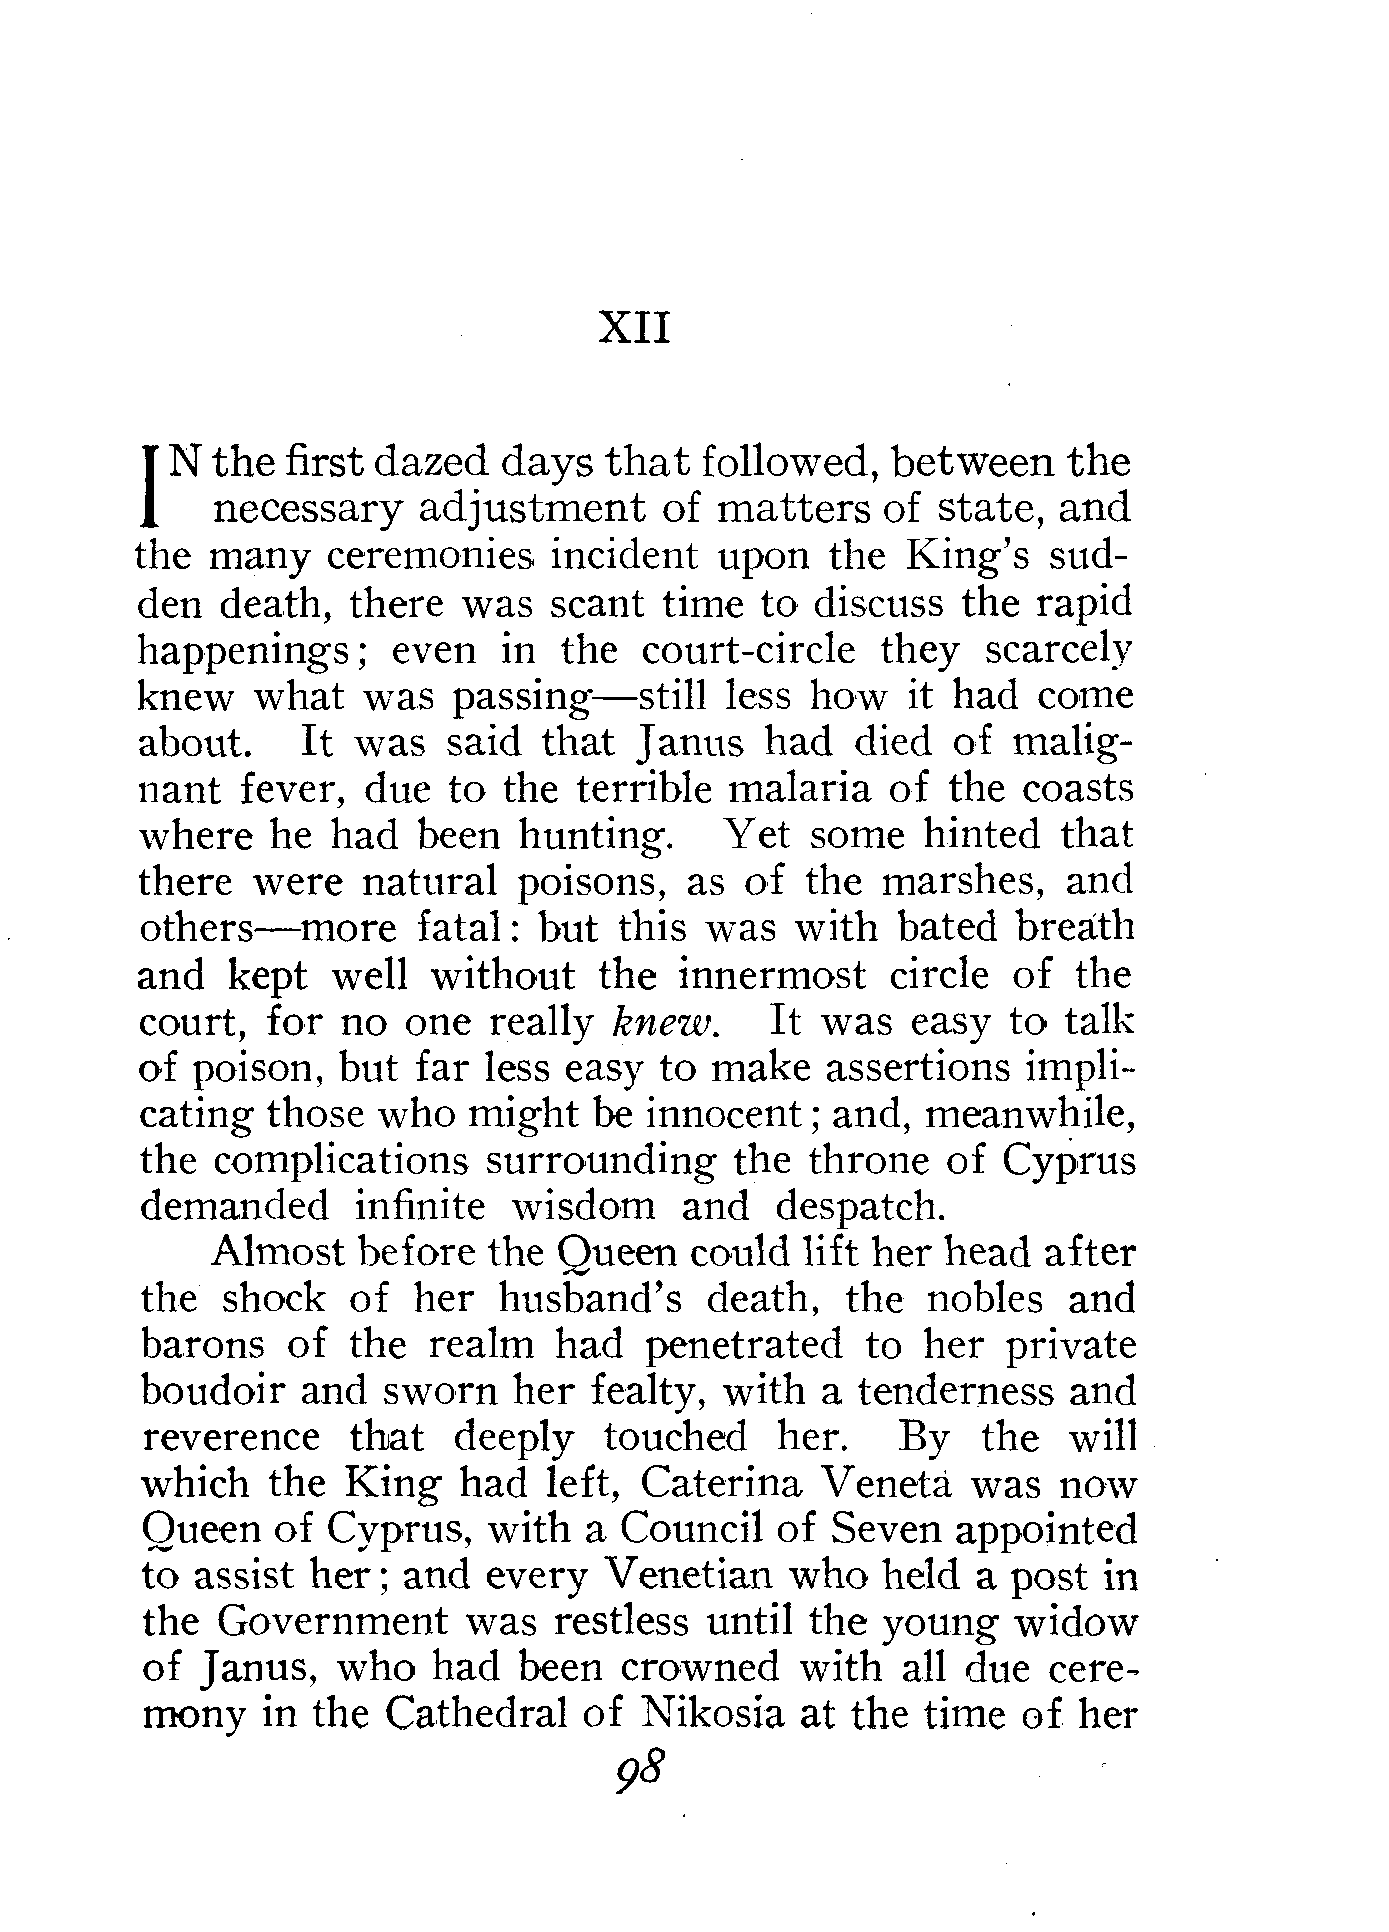 XII
IN the first dazed days that followed, between the
necessary adjustment of matters of state, and
the many ceremonies incident upon the King's sud-
den death, there was scant time to discuss the rapid
happenings; even in the court-circle they scarcely
knew what was passing—still less how it had come
about. It was said that Janus had died of malig-
nant fever, due to the terrible malaria of the coasts
where he had been hunting. Yet some hinted that
there were natural poisons, as of the marshes, and
others—more fatal: but this was with bated breath
and kept well without the innermost circle of the
court, for no one really knew. It was easy to talk
of poison, but far less easy to make assertions impli-
cating those who might be innocent; and, meanwhile,
the complications surrounding the throne of Cyprus
demanded infinite wisdom and despatch.
Almost before the Queen could lift her head after
the shock of her husband's death, the nobles and
barons of the realm had penetrated to her private
boudoir and sworn her fealty, with a tenderness and
reverence that deeply touched her. By the will
which the King had left, Caterina Veneta was now
Queen of Cyprus, with a Council of Seven appointed
to assist her; and every Venetian who held a post in
the Government was restless until the young widow
of Janus, who had been crowned with all due cere-
mony in the Cathedral of Nikosia at the time of her
98